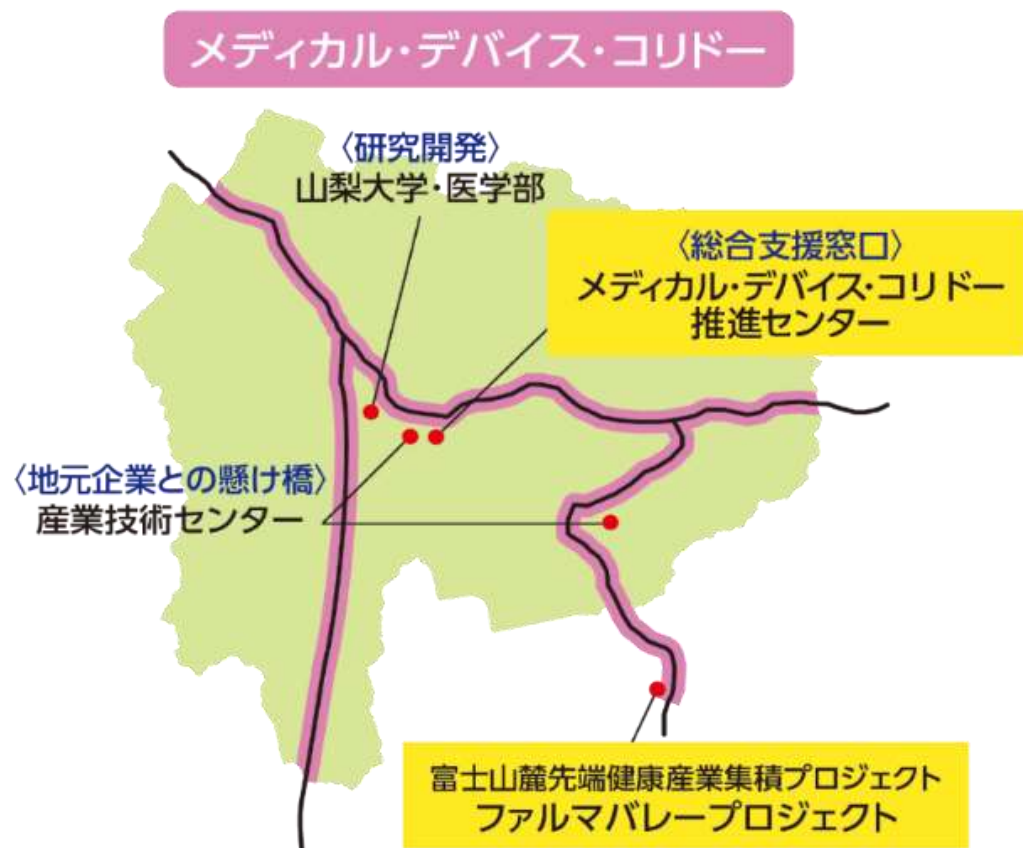 メディカル・デバイス・コリドー
〈研究開発〉
山梨大学・医学部
〈総合支援窓口〉
メディカル・デバイス・コリドー
推進センター
〈地元企業との懸け橋〉
産業技術センター
富士山麓先端健康産業集積プロジェクト
ファルマバレープロジェクト